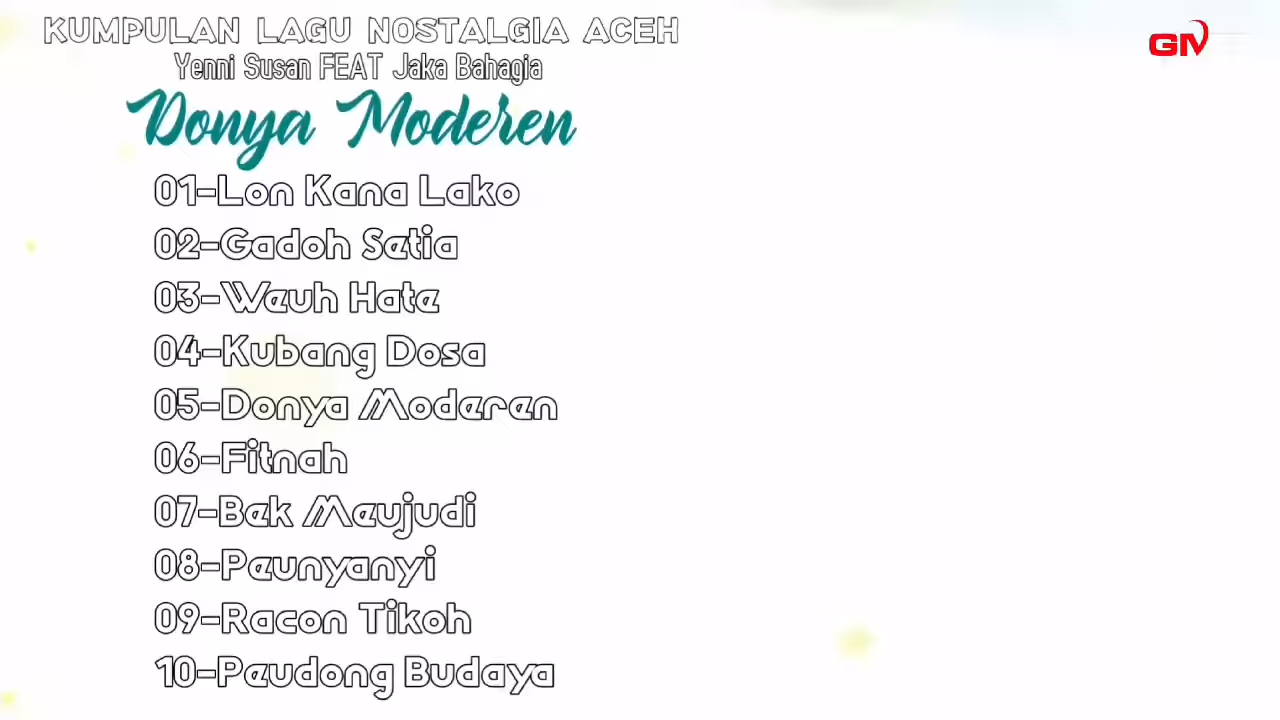 KUMPULAN LAGU NOSTALGIA ACEH
GM
Yenni Susan FEAT Jaka Bahagia
Donya Moderen
01-Lon Kana Lako
02-Gadoh Setia
03-Weuh Hate
04-Kubang Dosa
05-Donya Moderen
06-Fitnah
07-Bek Meujudi
08-Peunyanyi
09-Racon Tikoh
10-Peudong Budaya